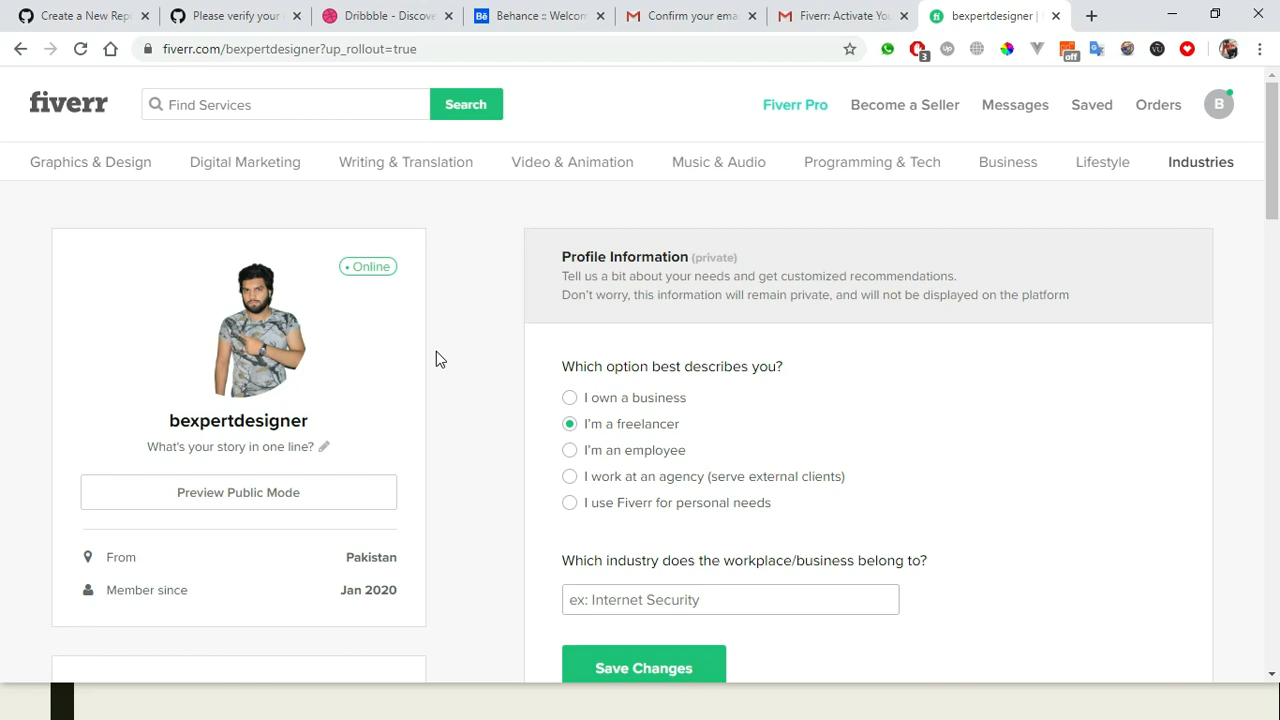 Create a New Rep
Please verify your
Dribbble - Discove
Behance :: Welcom
Confirm your ema
Fiverr: Activate Yo
bexpertdesigner |
fiverr.com/bexpertdesigner?up_rollout=true
3
off
fiverr
Find Services
Search
Fiverr Pro
Become a Seller
Messages
Saved
Orders
B
Graphics & Design
Digital Marketing
Writing & Translation
Video & Animation
Music & Audio
Programming & Tech
Business
Lifestyle
Industries
• Online
bexpertdesigner
What's your story in one line?
Preview Public Mode
From Pakistan
Member since Jan 2020
Profile Information (private)
Tell us a bit about your needs and get customized recommendations.
Don't worry, this information will remain private, and will not be displayed on the platform
Which option best describes you?
I own a business
I'm a freelancer
I'm an employee
I work at an agency (serve external clients)
I use Fiverr for personal needs
Which industry does the workplace/business belong to?
ex: Internet Security
Save Changes